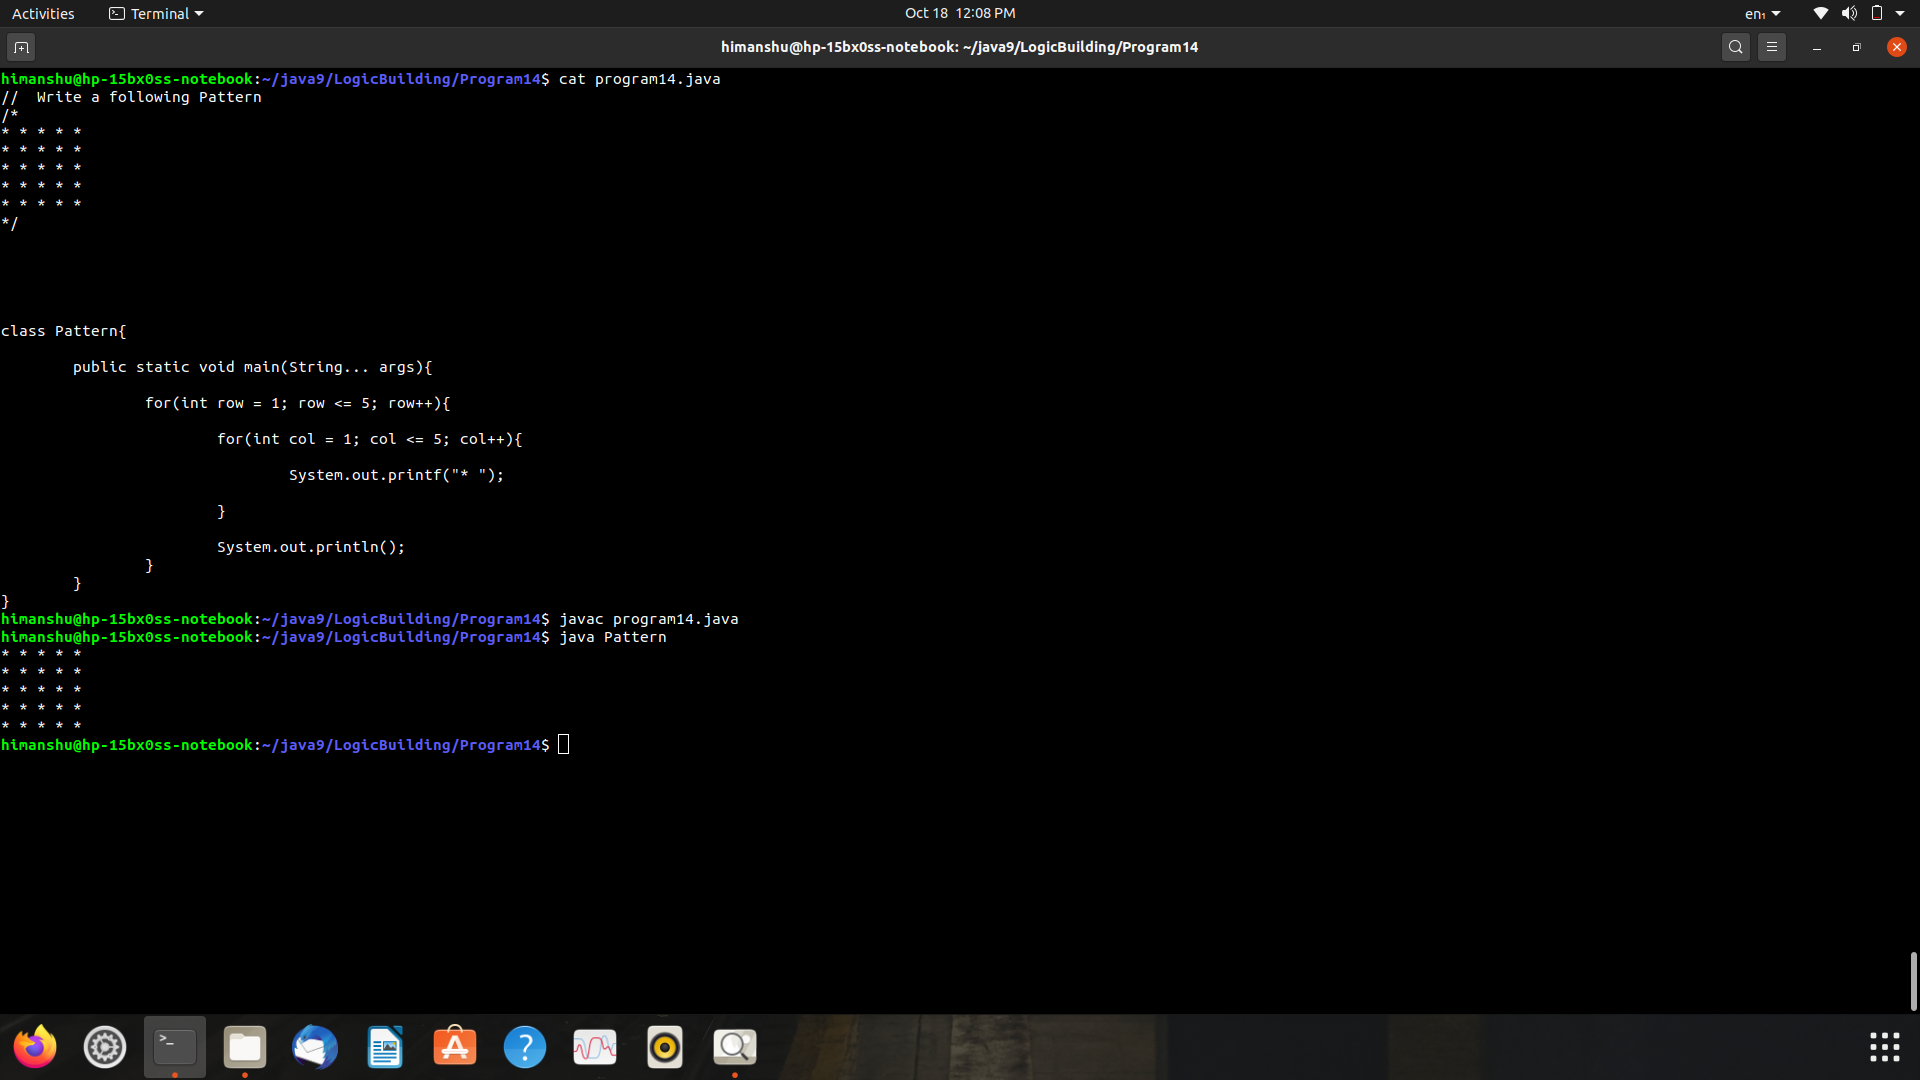 Activities
Terminal
Oct 18 12:08 PM
en₁
himanshu@hp-15bx0ss-notebook: ~/java9/LogicBuilding/Program14
himanshu@hp-15bx0ss-notebook:~/java9/LogicBuilding/Program14$ cat program14.java
//  Write a following Pattern
/*
* * * * *
* * * * *
* * * * *
* * * * *
* * * * *
*/
class Pattern{
        public static void main(String... args){
                for(int row = 1; row <= 5; row++){
                        for(int col = 1; col <= 5; col++){
                                System.out.printf("* ");
                        }
                        System.out.println();
                }
        }
}
himanshu@hp-15bx0ss-notebook:~/java9/LogicBuilding/Program14$ javac program14.java
himanshu@hp-15bx0ss-notebook:~/java9/LogicBuilding/Program14$ java Pattern
* * * * *
* * * * *
* * * * *
* * * * *
* * * * *
himanshu@hp-15bx0ss-notebook:~/java9/LogicBuilding/Program14$